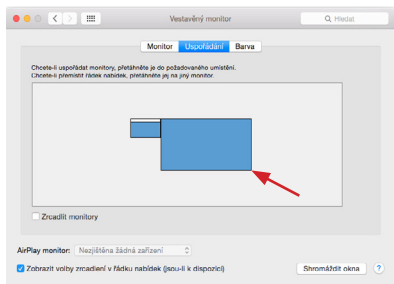 Vestavěný monitor
Hledat
Monitor Uspořádání Barva
Chcete-li uspořádat monitory, přetáhněte je do požadovaného umístění.
Chcete-li přemístit řádek nabídek, přetáhněte jej na jiný monitor.
Zrcadlit monitory
AirPlay monitor: Nezjištěna žádná zařízení
Zobrazit volby zrcadlení v řádku nabídek (jsou-li k dispozici)
Shromáždit okna ?